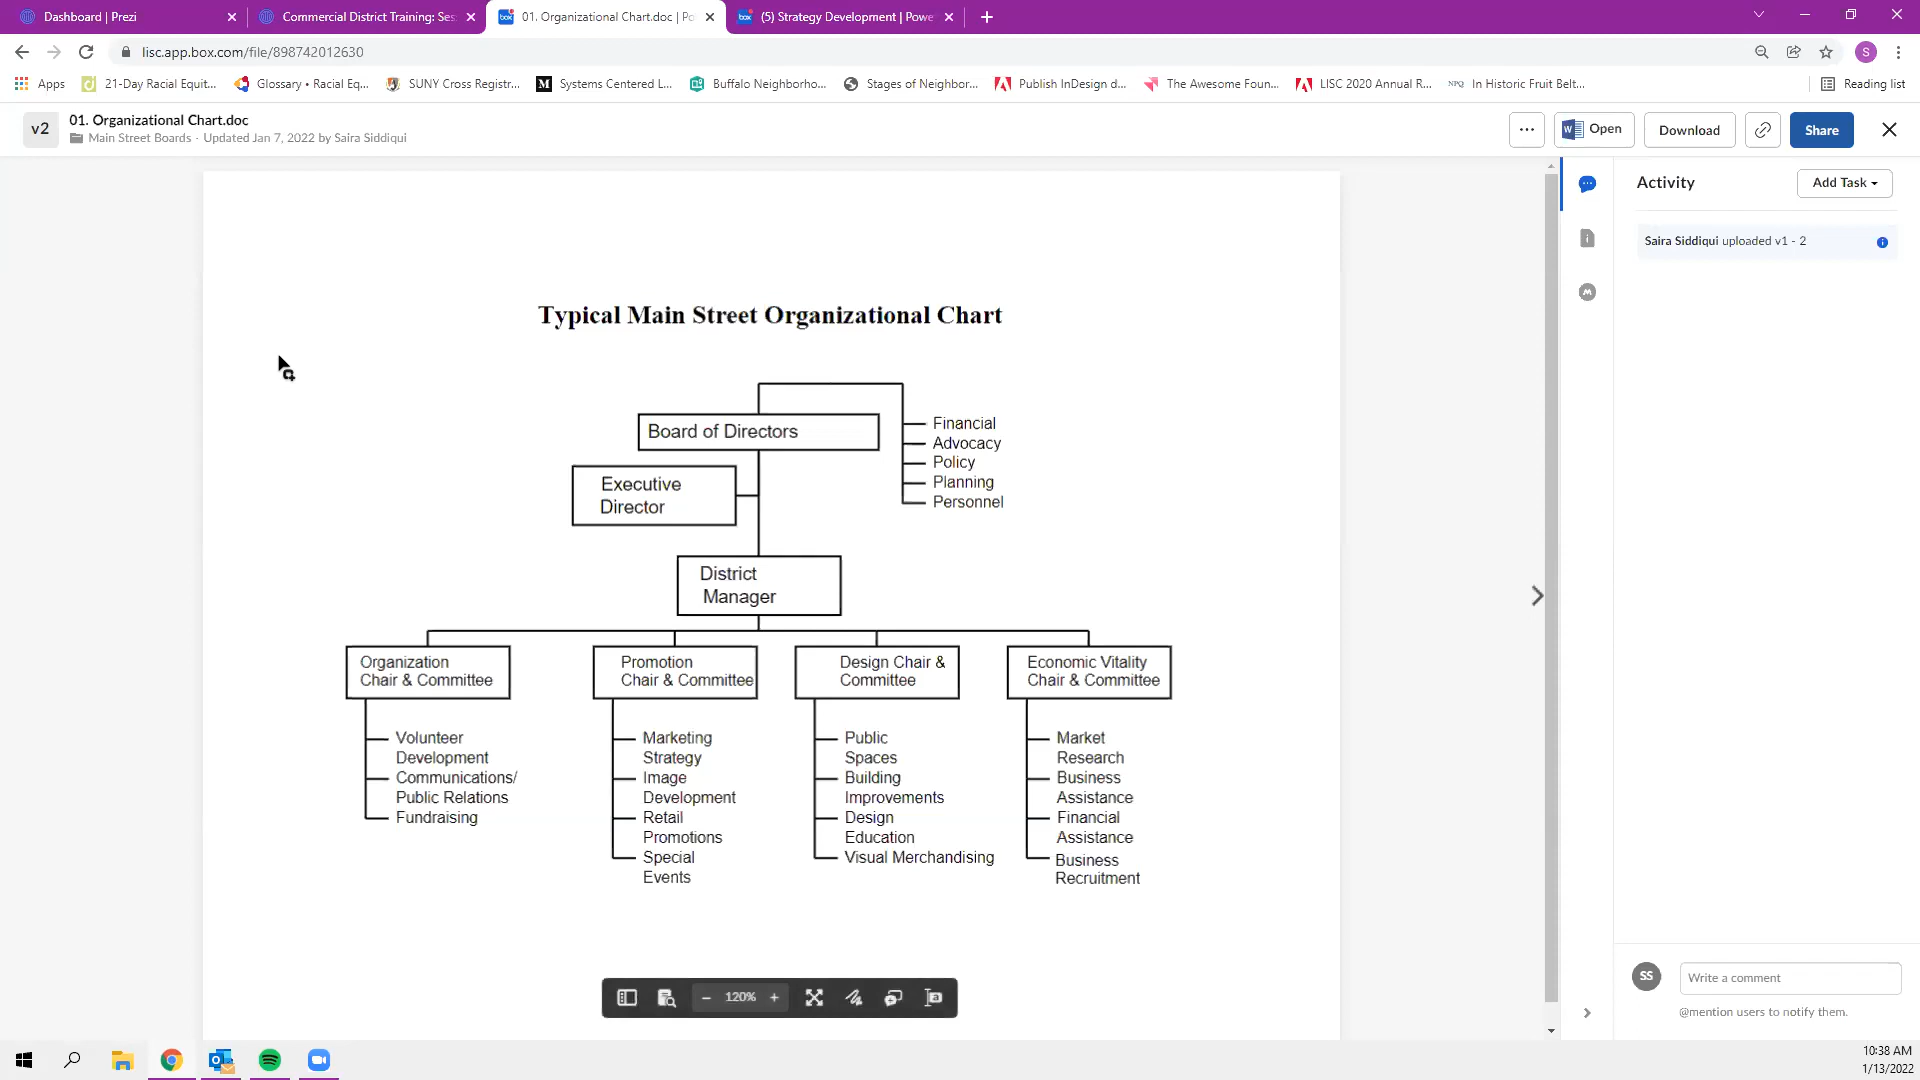 Dashboard | Prezi
Commercial District Training: Ses
01. Organizational Chart.doc | Po
(5) Strategy Development | Powe
lisc.app.box.com/file/898742012630
S
Apps
21-Day Racial Equit...
Glossary • Racial Eq...
SUNY Cross Registr...
Systems Centered L...
Buffalo Neighborho...
Stages of Neighbor...
Publish InDesign d...
The Awesome Foun...
LISC 2020 Annual R...
NPQ In Historic Fruit Belt...
Reading list
v2
01. Organizational Chart.doc
Main Street Boards - Updated Jan 7, 2022 by Saira Siddiqui
Open
Download
Share
Activity
Add Task
Saira Siddiqui uploaded v1 - 2
Typical Main Street Organizational Chart
Board of Directors
Financial
Advocacy
Policy
Planning
Personnel
Executive
Director
District
Manager
Organization
Chair & Committee
Promotion
Chair & Committee
Design Chair &
Committee
Economic Vitality
Chair & Committee
Volunteer
Development
Communications/
Public Relations
Fundraising
Marketing
Strategy
Image
Development
Retail
Promotions
Special
Events
Public
Spaces
Building
Improvements
Design
Education
Visual Merchandising
Market
Research
Business
Assistance
Financial
Assistance
Business
Recruitment
120%
SS
Write a comment
@mention users to notify them.
10:38 AM
1/13/2022